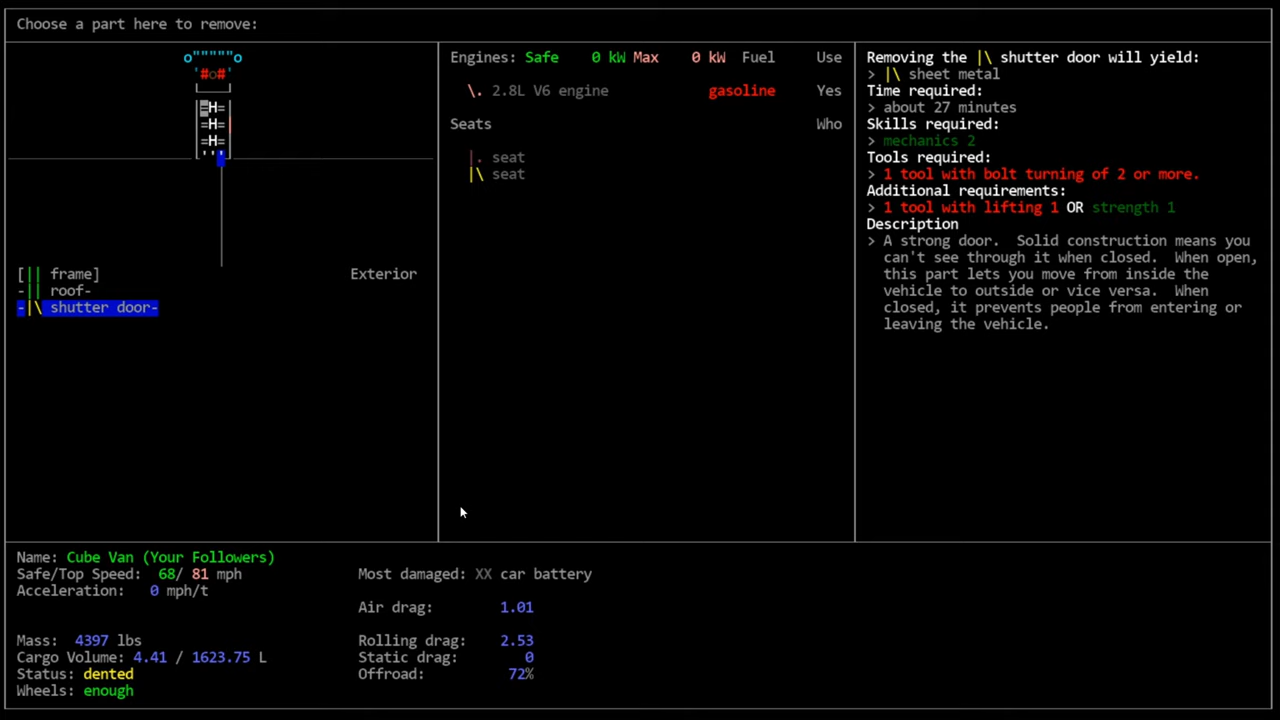 Choose a part here to remove:
o"""""o
'#○#'
=H=
=H=
=H=
'''
[|| frame] Exterior
-|| roof-
-|\ shutter door-
Engines: Safe 0 kW Max 0 kW Fuel Use
\. 2.8L V6 engine gasoline Yes
Seats Who
|. seat
|\ seat
Removing the |\ shutter door will yield:
> |\ sheet metal
Time required:
> about 27 minutes
Skills required:
> mechanics 2
Tools required:
> 1 tool with bolt turning of 2 or more.
Additional requirements:
> 1 tool with lifting 1 OR strength 1
Description
> A strong door. Solid construction means you
can't see through it when closed. When open,
this part lets you move from inside the
vehicle to outside or vice versa. When
closed, it prevents people from entering or
leaving the vehicle.
Name: Cube Van (Your Followers)
Safe/Top Speed: 68/ 81 mph
Acceleration: 0 mph/t
Mass: 4397 lbs
Cargo Volume: 4.41 / 1623.75 L
Status: dented
Wheels: enough
Most damaged: XX car battery
Air drag: 1.01
Rolling drag: 2.53
Static drag: 0
Offroad: 72%